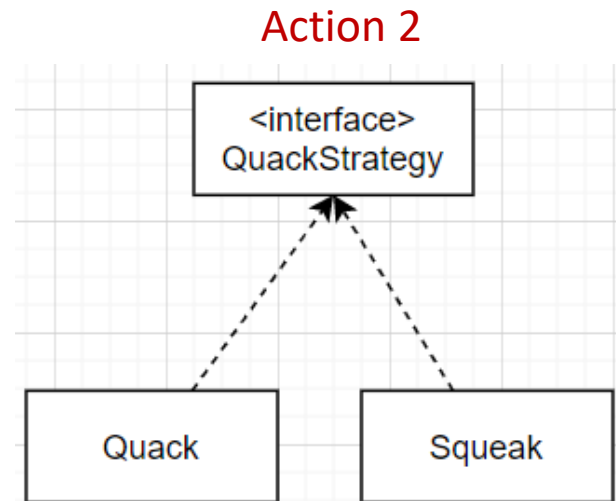 Action 2
<interface>
QuackStrategy
Quack
Squeak